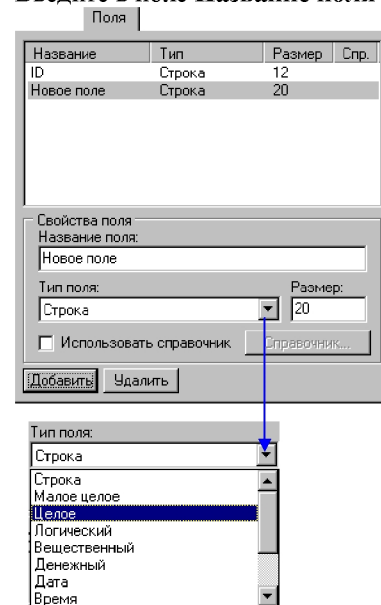 Введите в поле Название поля
Поля
Название Тип Размер Спр.
ID Строка 12
Новое поле Строка 20
Свойства поля
Название поля:
Новое поле
Тип поля: Размер:
Строка 20
Использовать справочник Справочник...
Добавить Удалить
Тип поля:
Строка
Строка
Малое целое
Целое
Логический
Вещественный
Денежный
Дата
Время